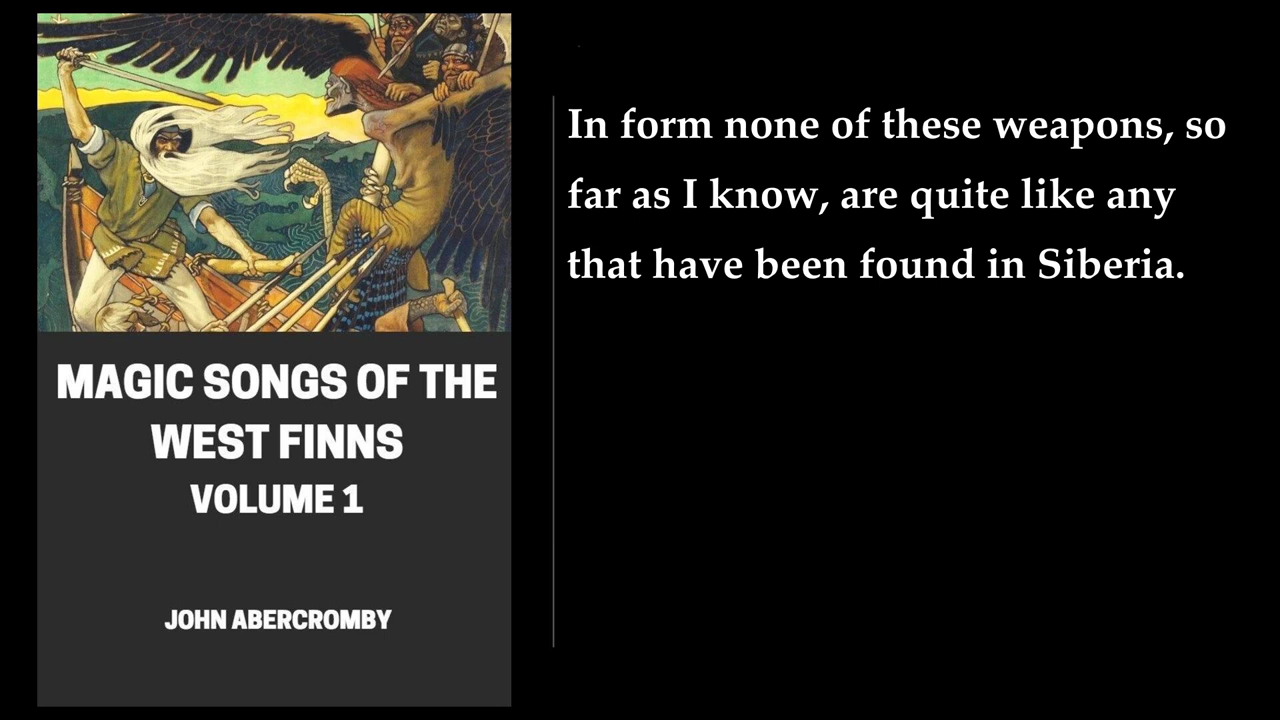 MAGIC SONGS OF THE
WEST FINNS
VOLUME 1
JOHN ABERCROMBY
In form none of these weapons, so
far as I know, are quite like any
that have been found in Siberia.